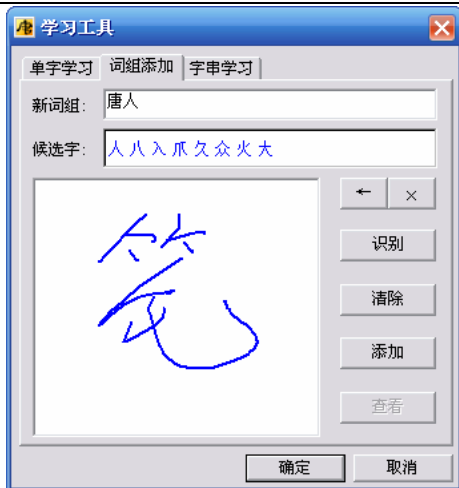 学习工具
单字学习 词组添加 字串学习
新词组: 唐人
候选字: 人 八 入 爪 久 众 火 大
← ×
笔
识别
清除
添加
查看
确定 取消